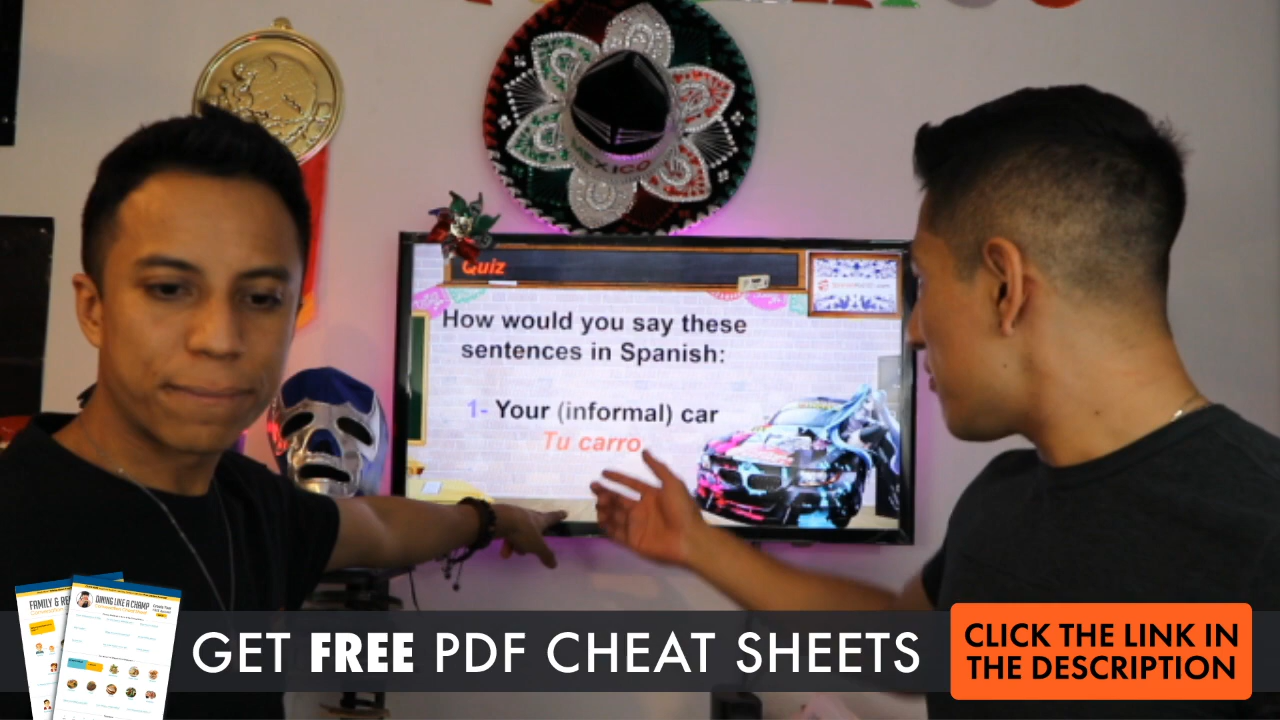 MEXICO
Quiz
How would you say these
sentences in Spanish:
1- Your (informal) car
Tu carro
FAMILY & RE
DINING LIKE A CHAMP
GET FREE PDF CHEAT SHEETS
CLICK THE LINK IN
THE DESCRIPTION